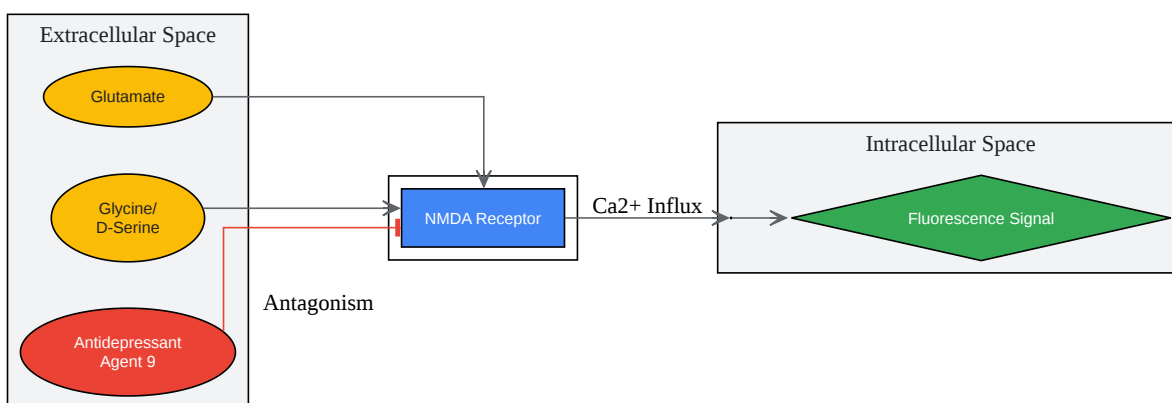 Extracellular Space
Glutamate
Glycine/
D-Serine
Antidepressant
Agent 9
Antagonism
NMDA Receptor
Ca2+ Influx
Intracellular Space
Fluorescence Signal